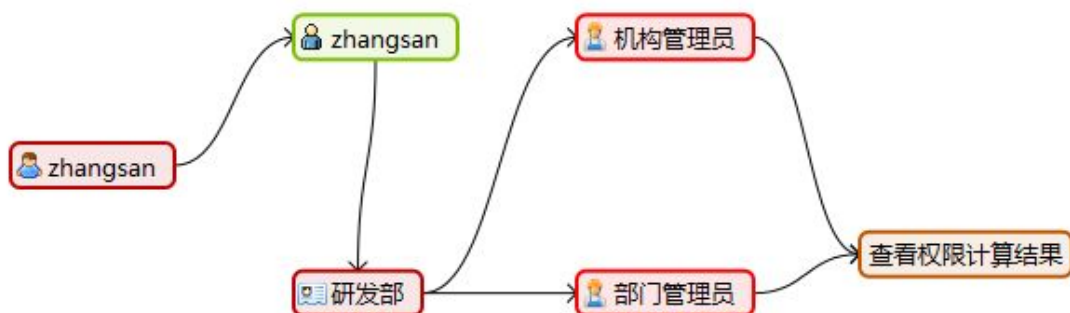 zhangsan
机构管理员
zhangsan
查看权限计算结果
研发部
部门管理员